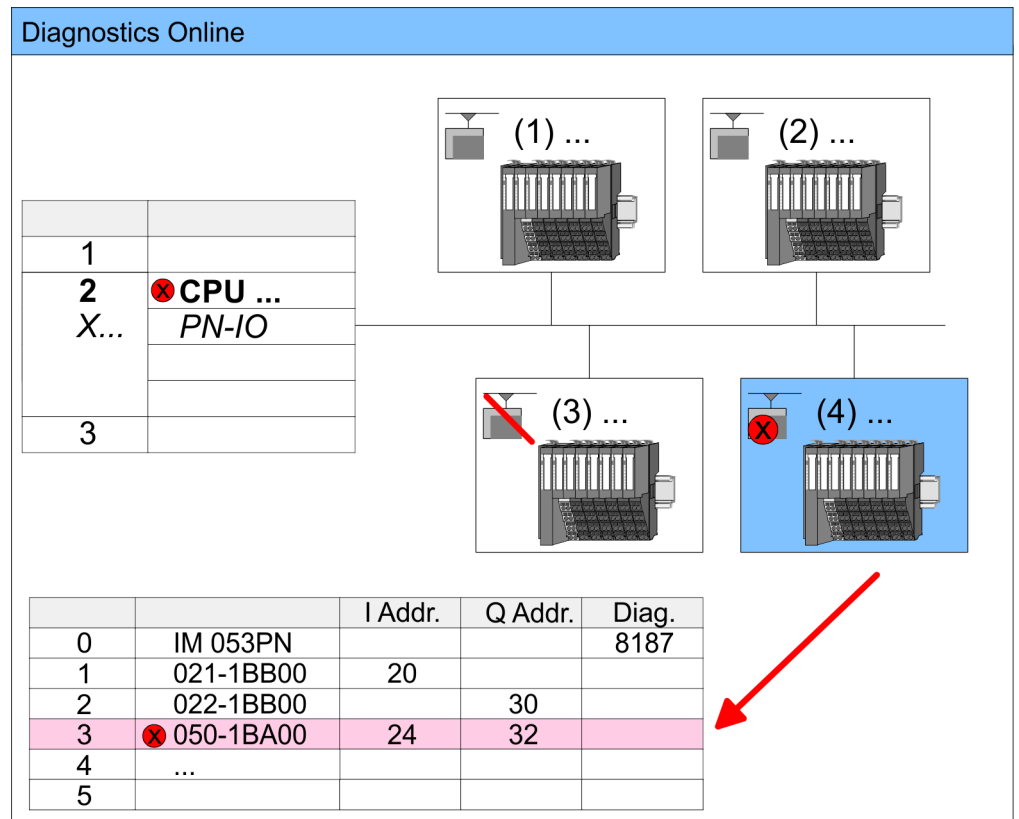 Diagnostics Online
(1) ...
(2) ...
1
2 X CPU ...
X... PN-IO
3
(3) ...
X (4) ...
I Addr. Q Addr. Diag.
0 IM 053PN 8187
1 021-1BB00 20
2 022-1BB00 30
3 X 050-1BA00 24 32
4 ...
5